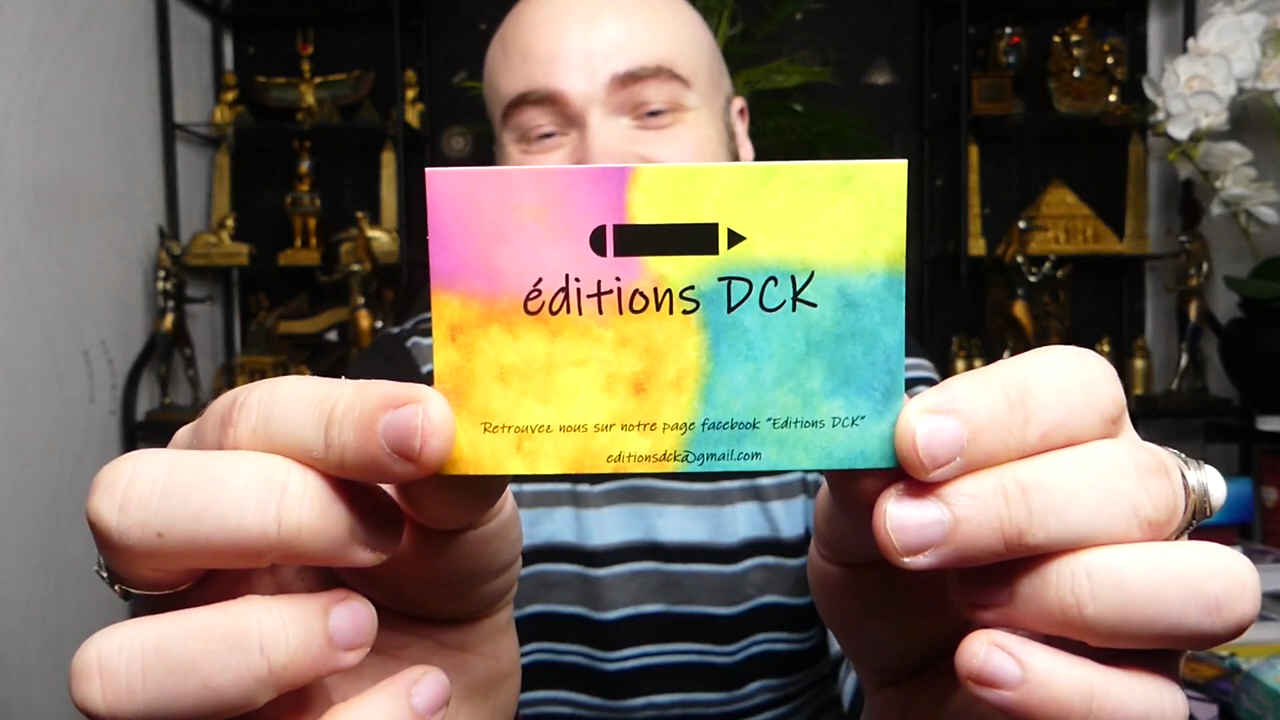 éditions DCK
Retrouvez nous sur notre page facebook "Editions DCK"
editionsdck@gmail.com